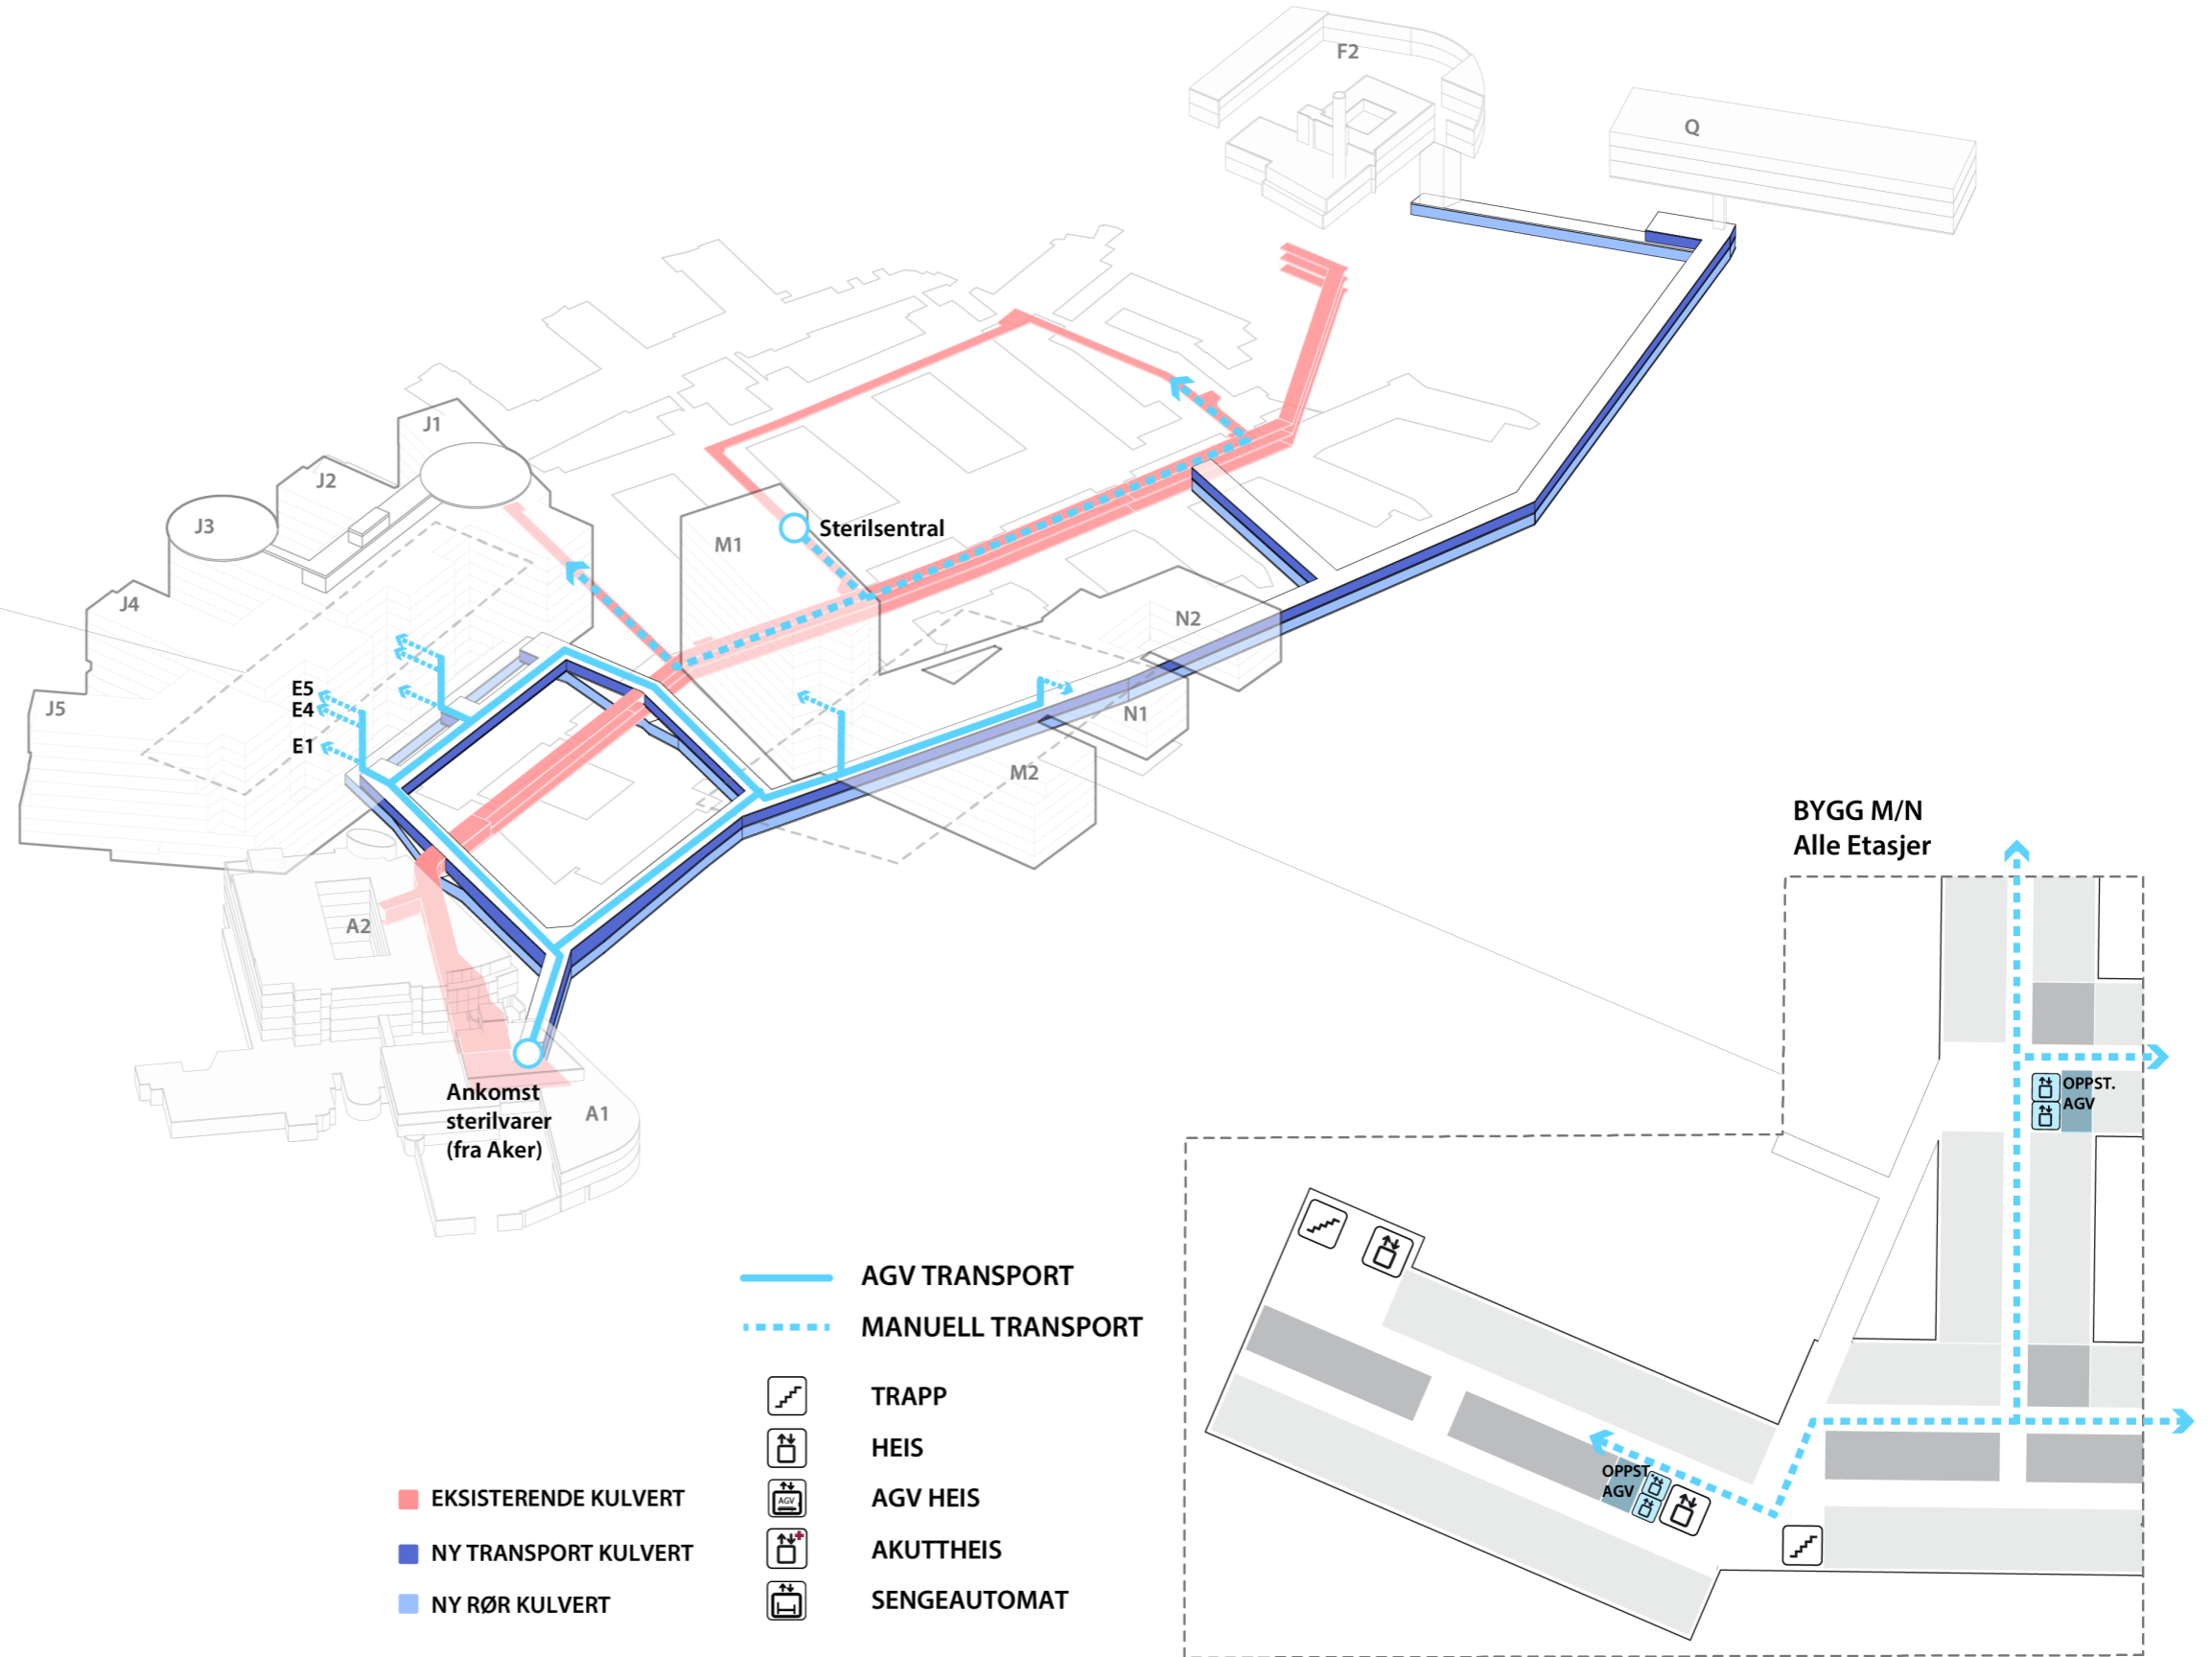 F2
Q
J1
J2
J3
M1
Sterilsentral
J4
N2
E5
E4
J5
N1
E1
M2
BYGG M/N
Alle Etasjer
A2
Ankomst
sterilvarer
(fra Aker)
A1
OPPST.
AGV
AGV TRANSPORT
MANUELL TRANSPORT
TRAPP
HEIS
AGV
AGV HEIS
AKUTTHEIS
SENGEAUTOMAT
EKSISTERENDE KULVERT
NY TRANSPORT KULVERT
NY RØR KULVERT
OPPST.
AGV